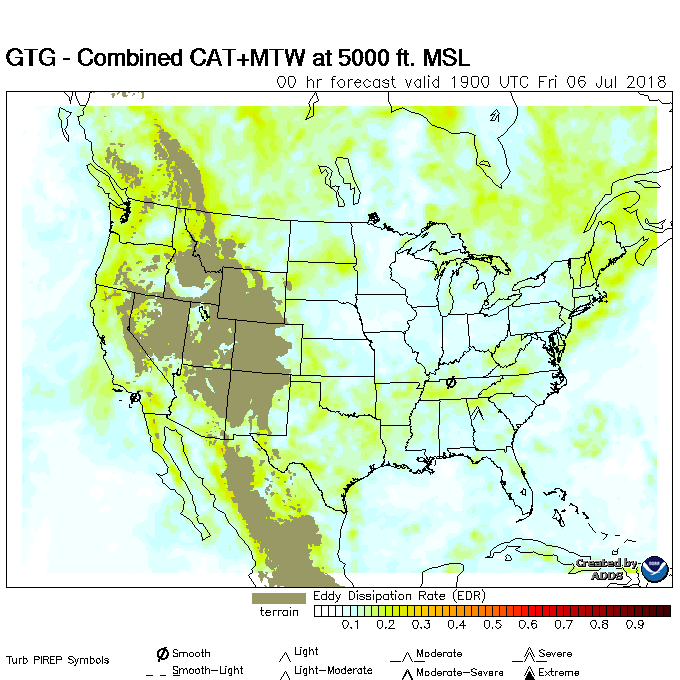 GTG - Combined CAT+MTW at 5000 ft. MSL
00 hr forecast valid 1900 UTC Fri 06 Jul 2018
Created by
ADDS
Eddy Dissipation Rate (EDR)
terrain
0.1 0.2 0.3 0.4 0.5 0.6 0.7 0.8 0.9
Turb PIREP Symbols
Smooth Light Moderate Severe
Smooth-Light Light-Moderate Moderate-Severe Extreme